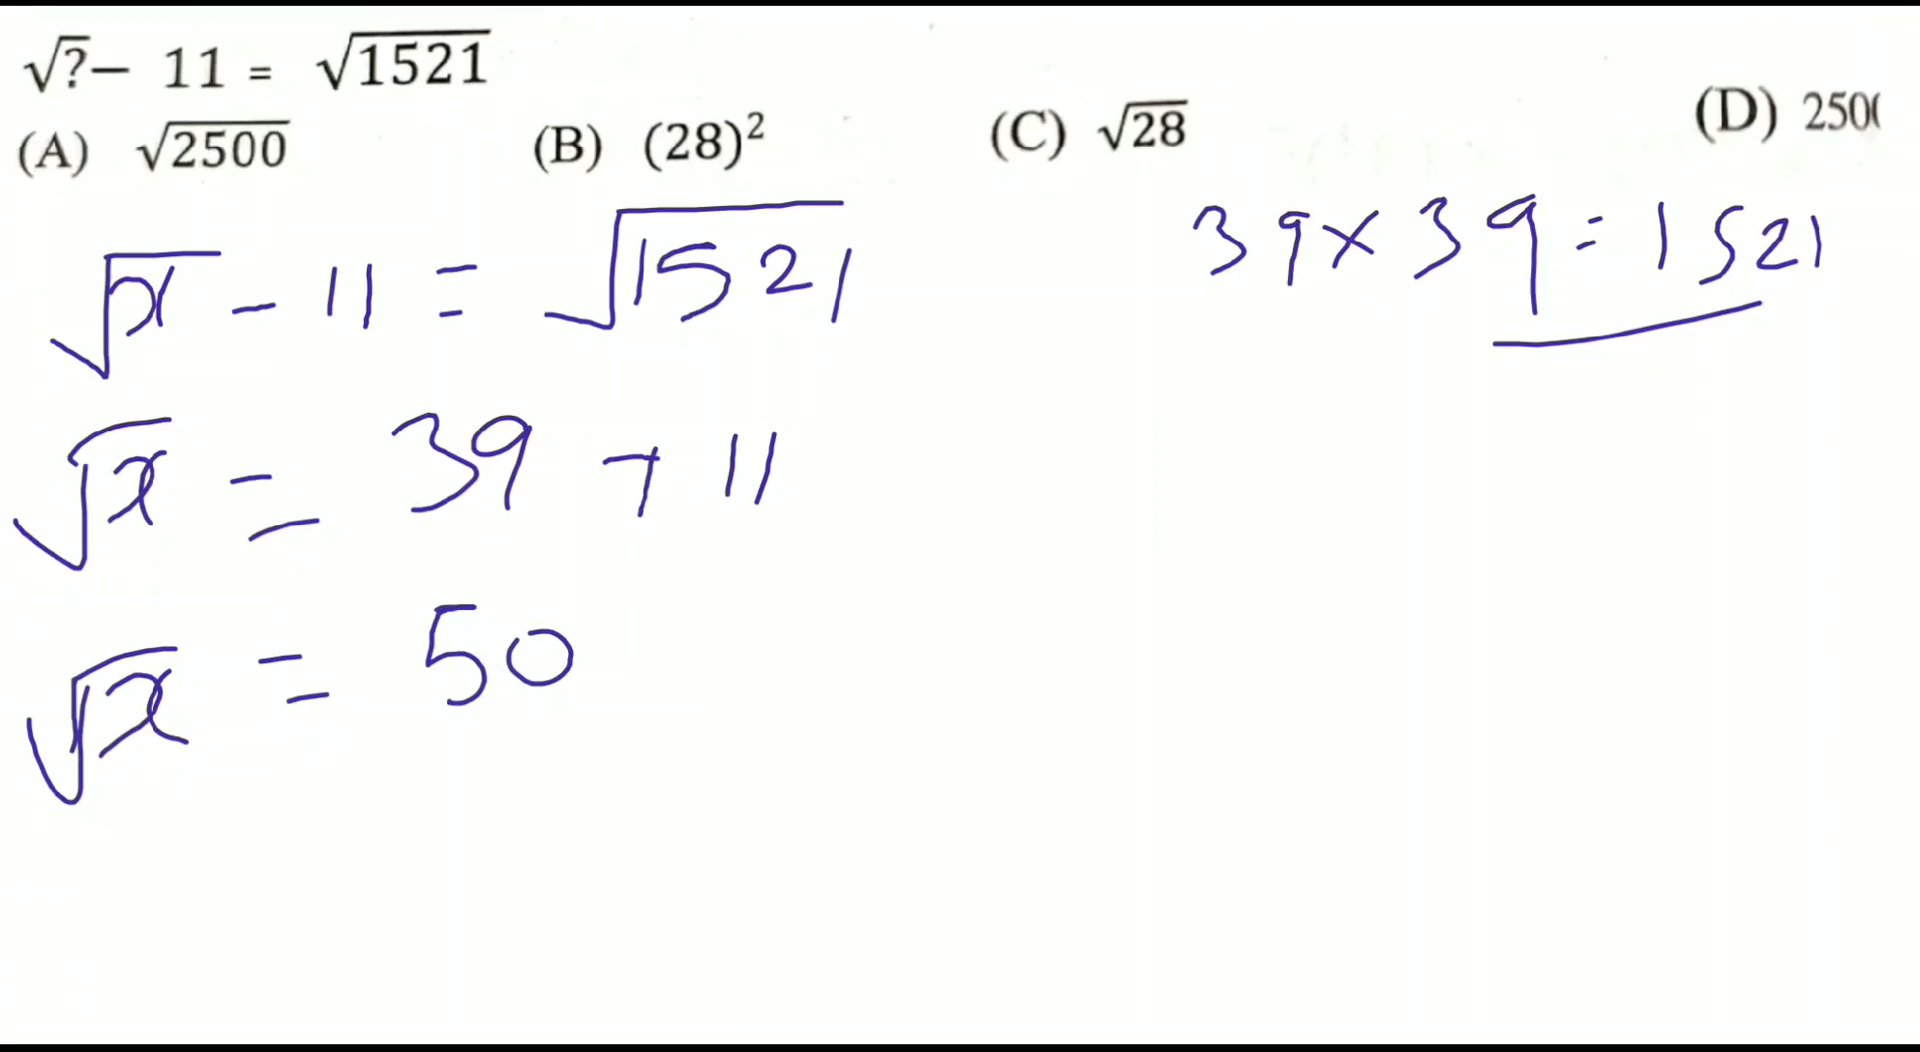 √?− 11 = √1521
(A) √2500 (B) (28)² (C) √28 (D) 250(
39×39=1521
√x − 11 = √1521
√x = 39 + 11
√x = 50